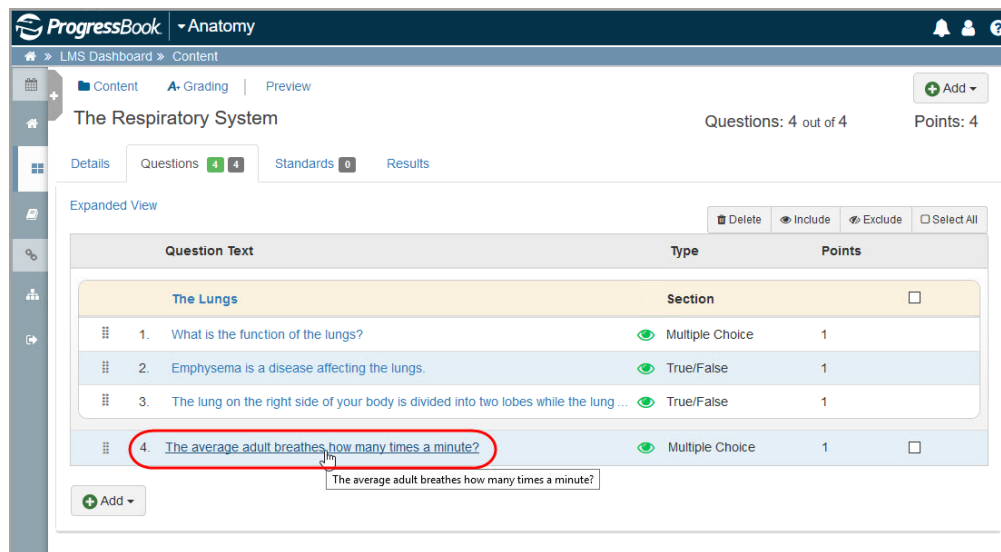 ProgressBook Anatomy
» LMS Dashboard » Content
Content A+ Grading Preview Add
The Respiratory System Questions: 4 out of 4 Points: 4
Details Questions 4 4 Standards 0 Results
Expanded View
Delete Include Exclude Select All
Question Text Type Points
The Lungs Section
1. What is the function of the lungs? Multiple Choice 1
2. Emphysema is a disease affecting the lungs. True/False 1
3. The lung on the right side of your body is divided into two lobes while the lung ... True/False 1
4. The average adult breathes how many times a minute? Multiple Choice 1
The average adult breathes how many times a minute?
Add